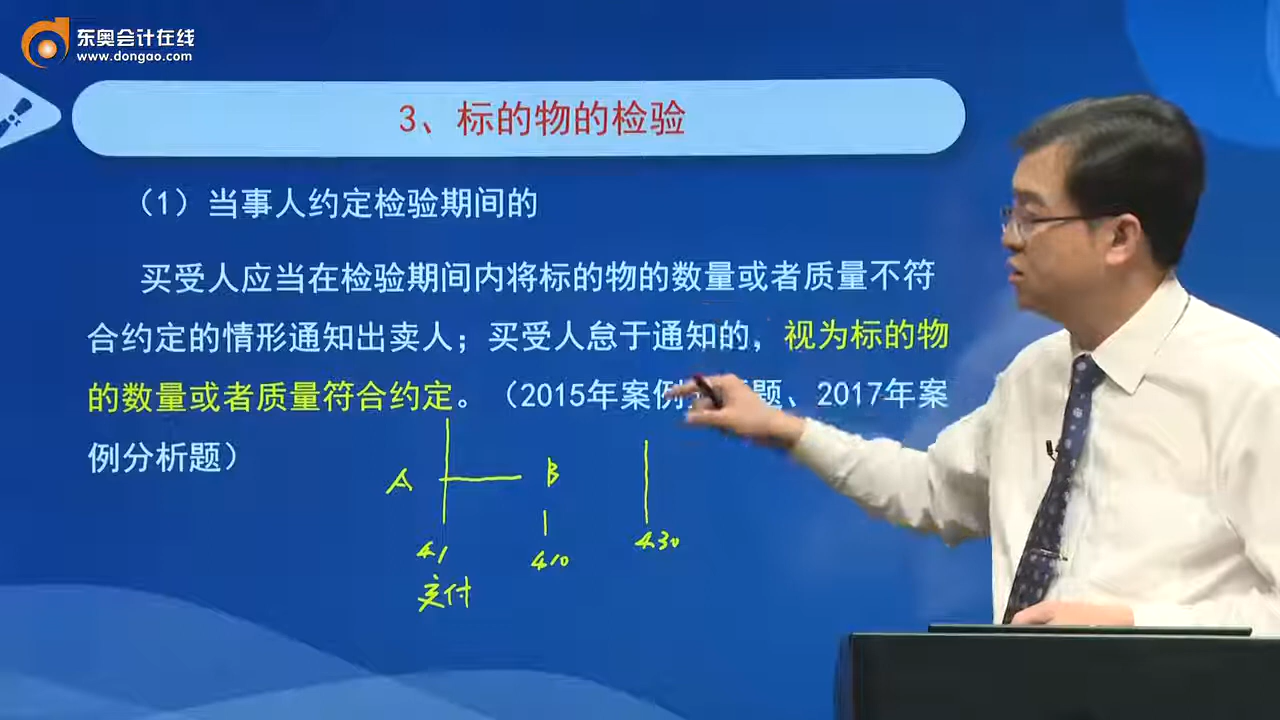 东奥会计在线
www.dongao.com
3、标的物的检验
（1）当事人约定检验期间的
买受人应当在检验期间内将标的物的数量或者质量不符
合约定的情形通知出卖人；买受人怠于通知的，视为标的物
的数量或者质量符合约定。（2015年案例 题、2017年案
例分析题）
A B
4.1 4.10 4.30
交付